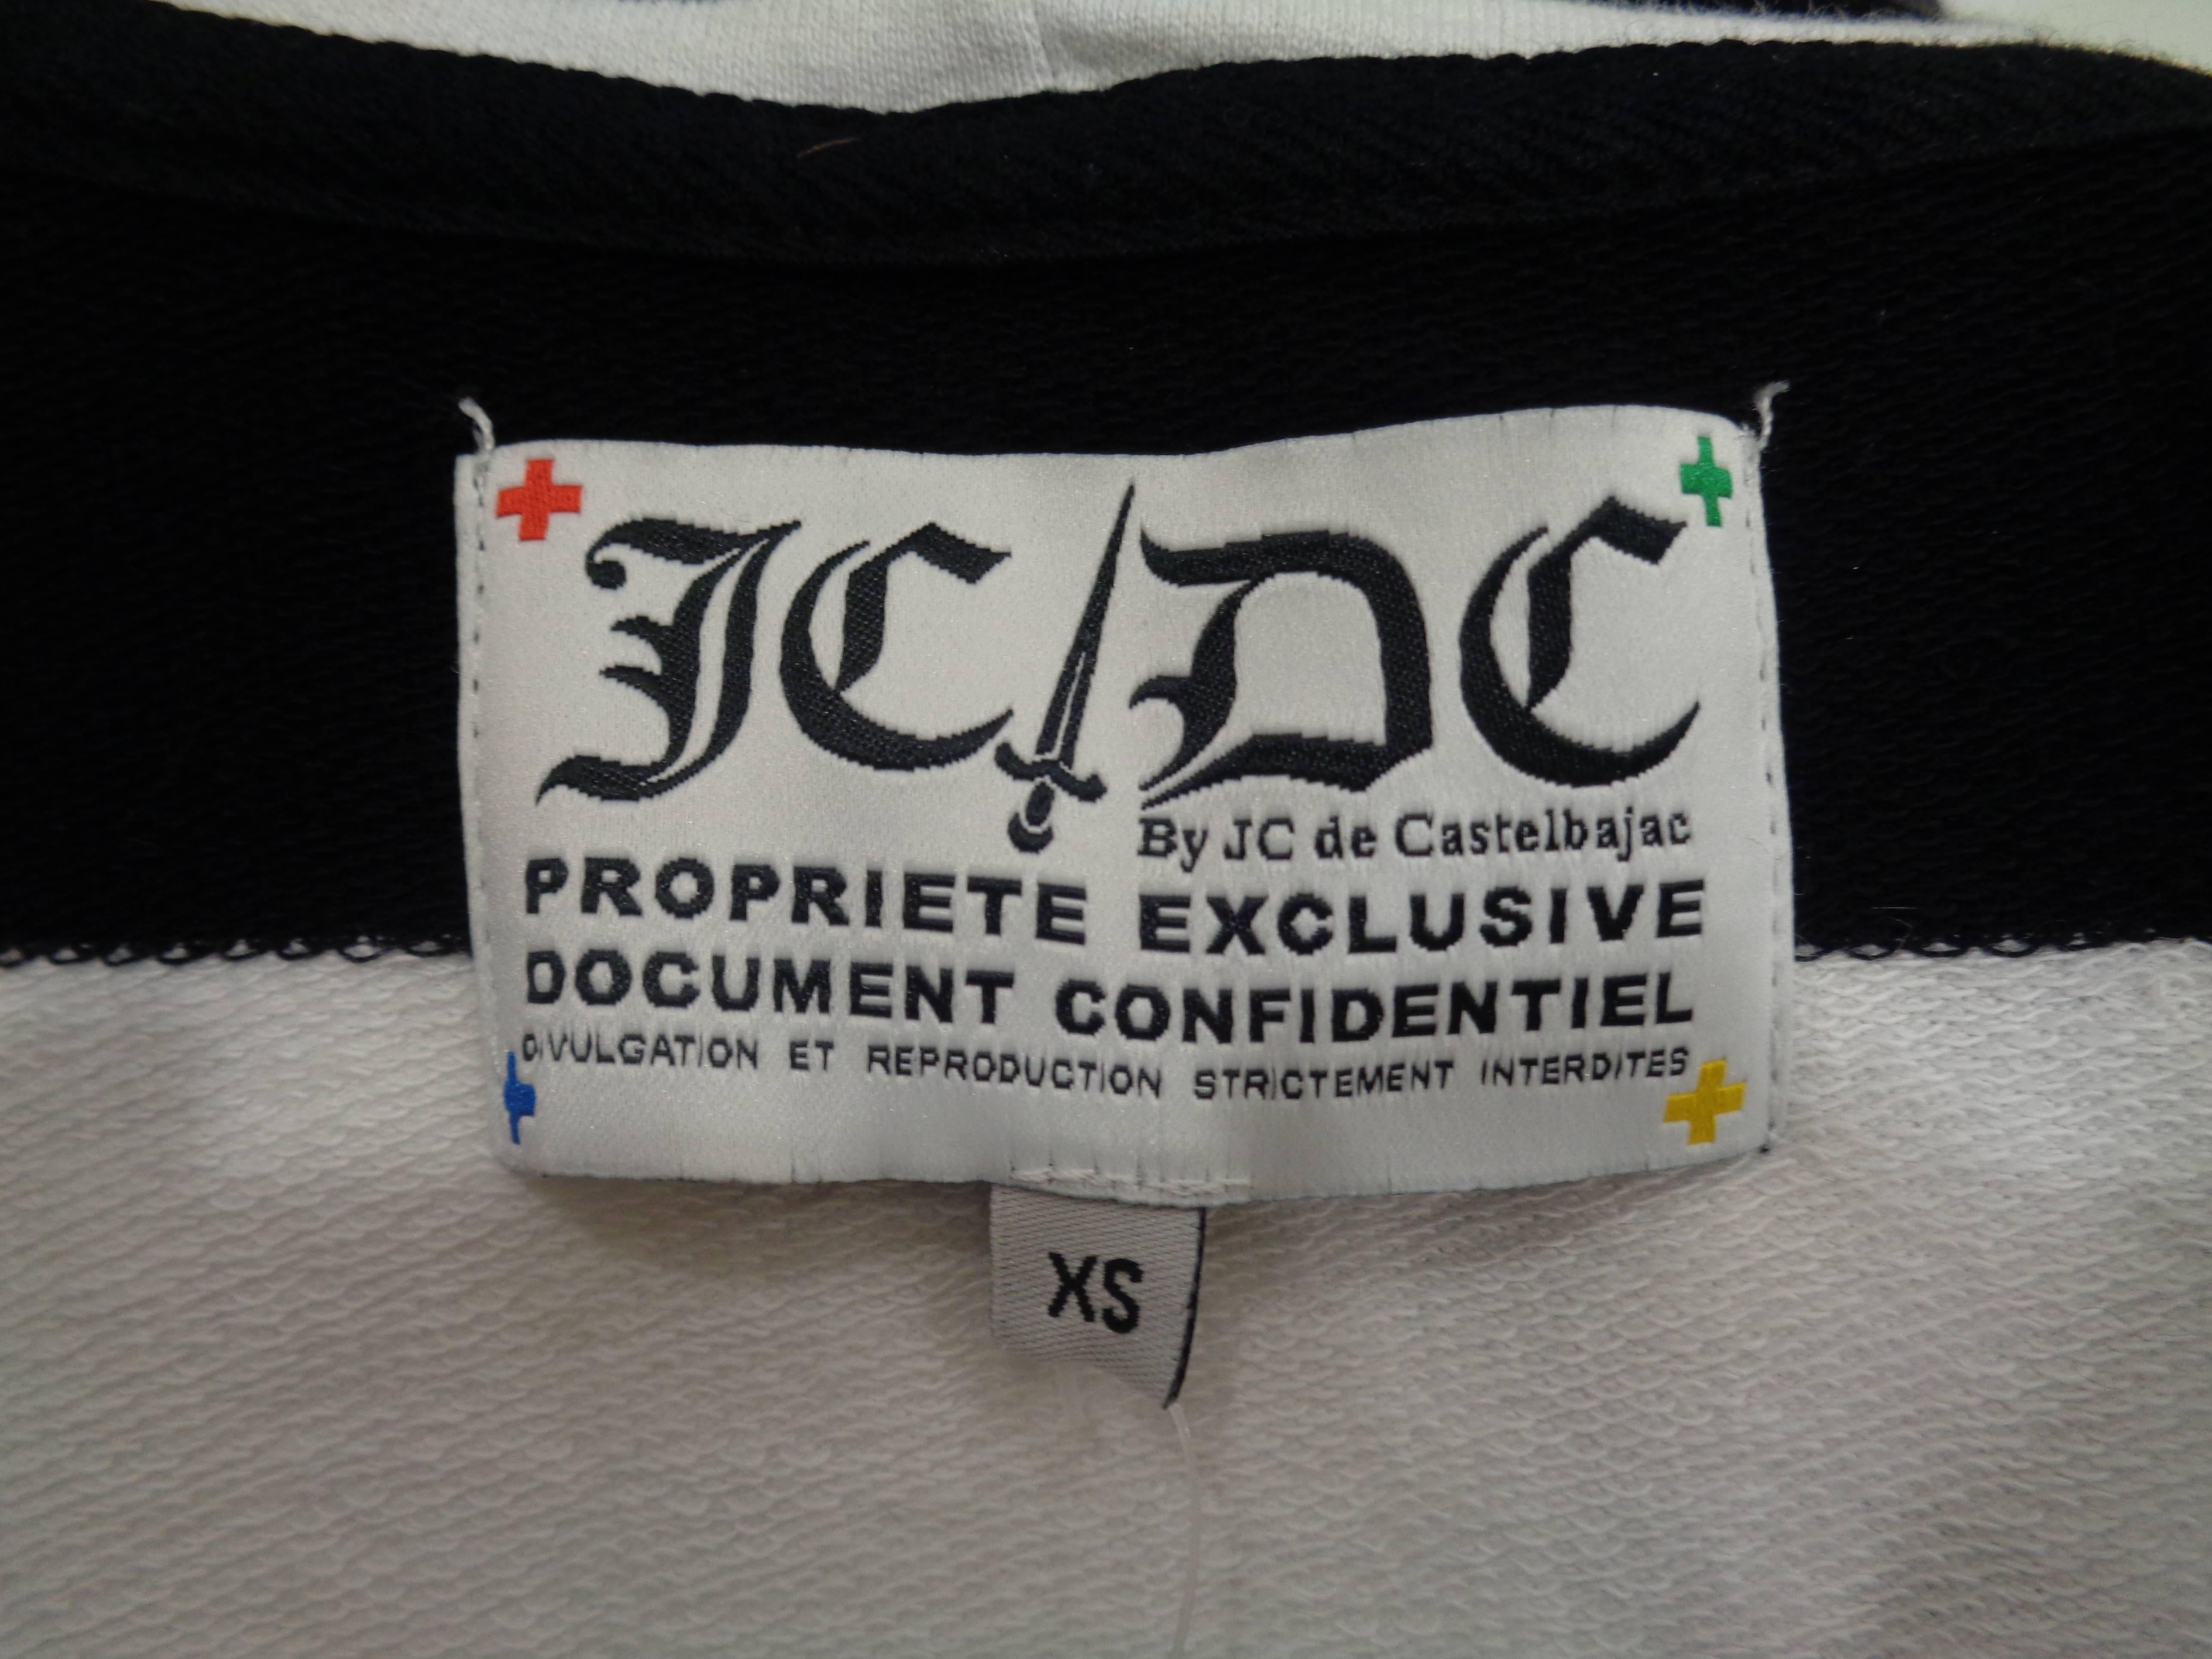 JC/DC
By JC de Castelbajac
PROPRIETE EXCLUSIVE
DOCUMENT CONFIDENTIEL
DIVULGATION ET REPRODUCTION STRICTEMENT INTERDITES
XS